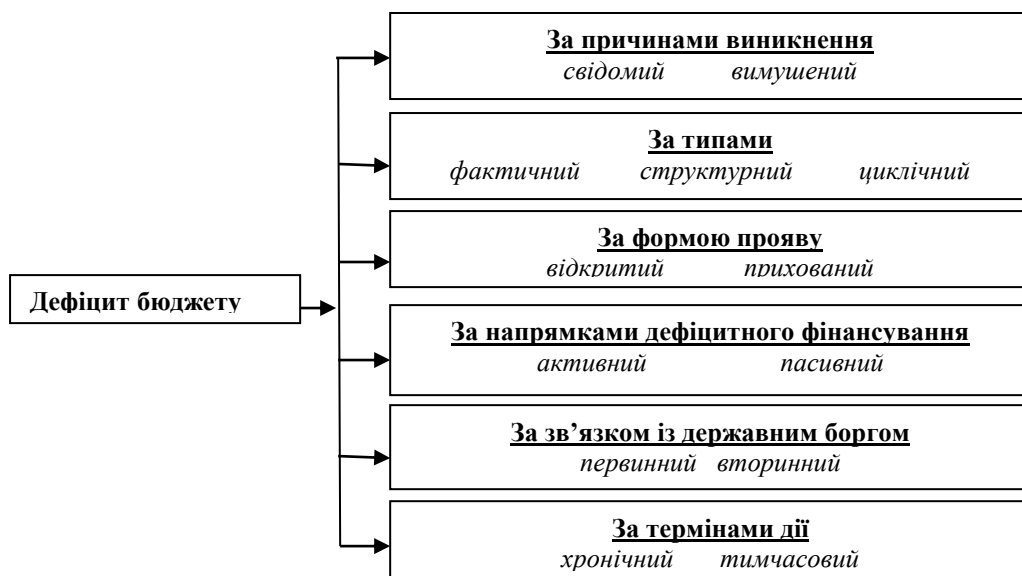 За причинами виникнення
свідомий вимушений
За типами
фактичний структурний циклічний
За формою прояву
відкритий прихований
Дефіцит бюджету
За напрямками дефіцитного фінансування
активний пасивний
За зв’язком із державним боргом
первинний вторинний
За термінами дії
хронічний тимчасовий